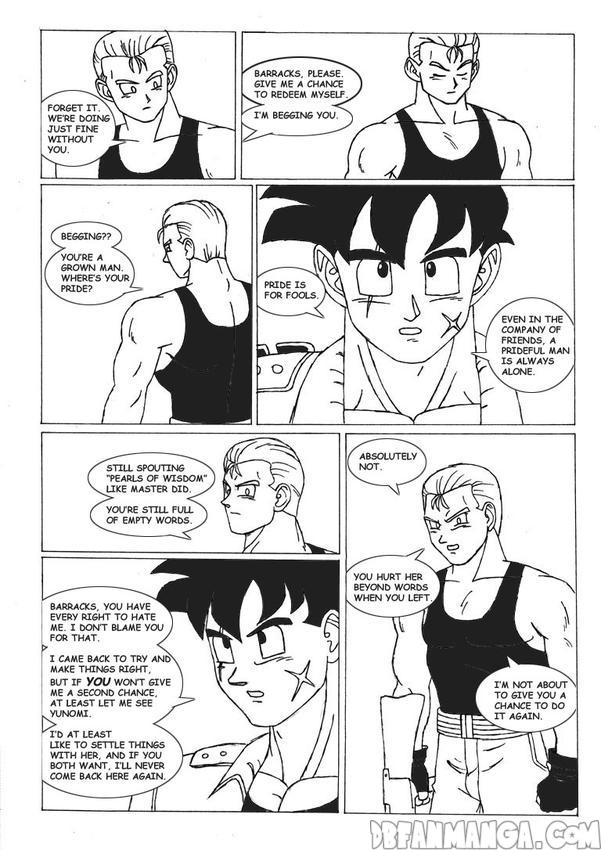 FORGET IT.
WE'RE DOING
JUST FINE
WITHOUT
YOU.
BARRACKS, PLEASE.
GIVE ME A CHANCE
TO REDEEM MYSELF.
I'M BEGGING YOU.
BEGGING??
YOU'RE A
GROWN MAN.
WHERE'S YOUR
PRIDE?
PRIDE IS
FOR FOOLS.
EVEN IN THE
COMPANY OF
FRIENDS, A
PRIDEFUL MAN
IS ALWAYS
ALONE.
STILL SPOUTING
"PEARLS OF WISDOM"
LIKE MASTER DID.
YOU'RE STILL FULL
OF EMPTY WORDS.
BARRACKS, YOU HAVE
EVERY RIGHT TO HATE
ME. I DON'T BLAME YOU
FOR THAT.
I CAME BACK TO TRY AND
MAKE THINGS RIGHT,
BUT IF YOU WON'T GIVE
ME A SECOND CHANCE,
AT LEAST LET ME SEE
YUNOMI.
I'D AT LEAST
LIKE TO SETTLE THINGS
WITH HER, AND IF YOU
BOTH WANT, I'LL NEVER
COME BACK HERE AGAIN.
ABSOLUTELY
NOT.
YOU HURT HER
BEYOND WORDS
WHEN YOU LEFT.
I'M NOT ABOUT
TO GIVE YOU A
CHANCE TO DO
IT AGAIN.
DBFANMANGA.COM